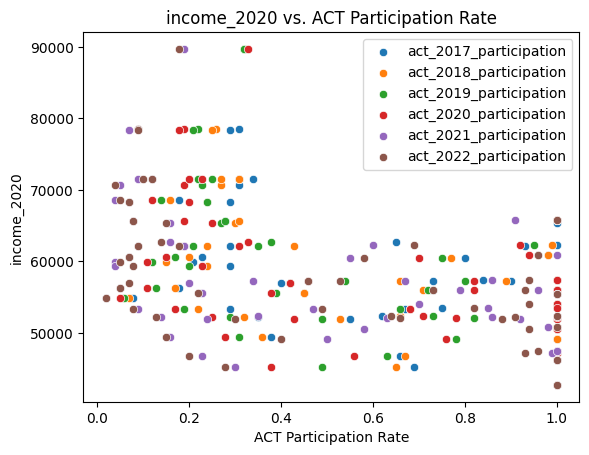 income_2020 vs. ACT Participation Rate
act_2017_participation
act_2018_participation
act_2019_participation
act_2020_participation
act_2021_participation
act_2022_participation
90000
80000
70000
60000
50000
income_2020
0.0 0.2 0.4 0.6 0.8 1.0
ACT Participation Rate